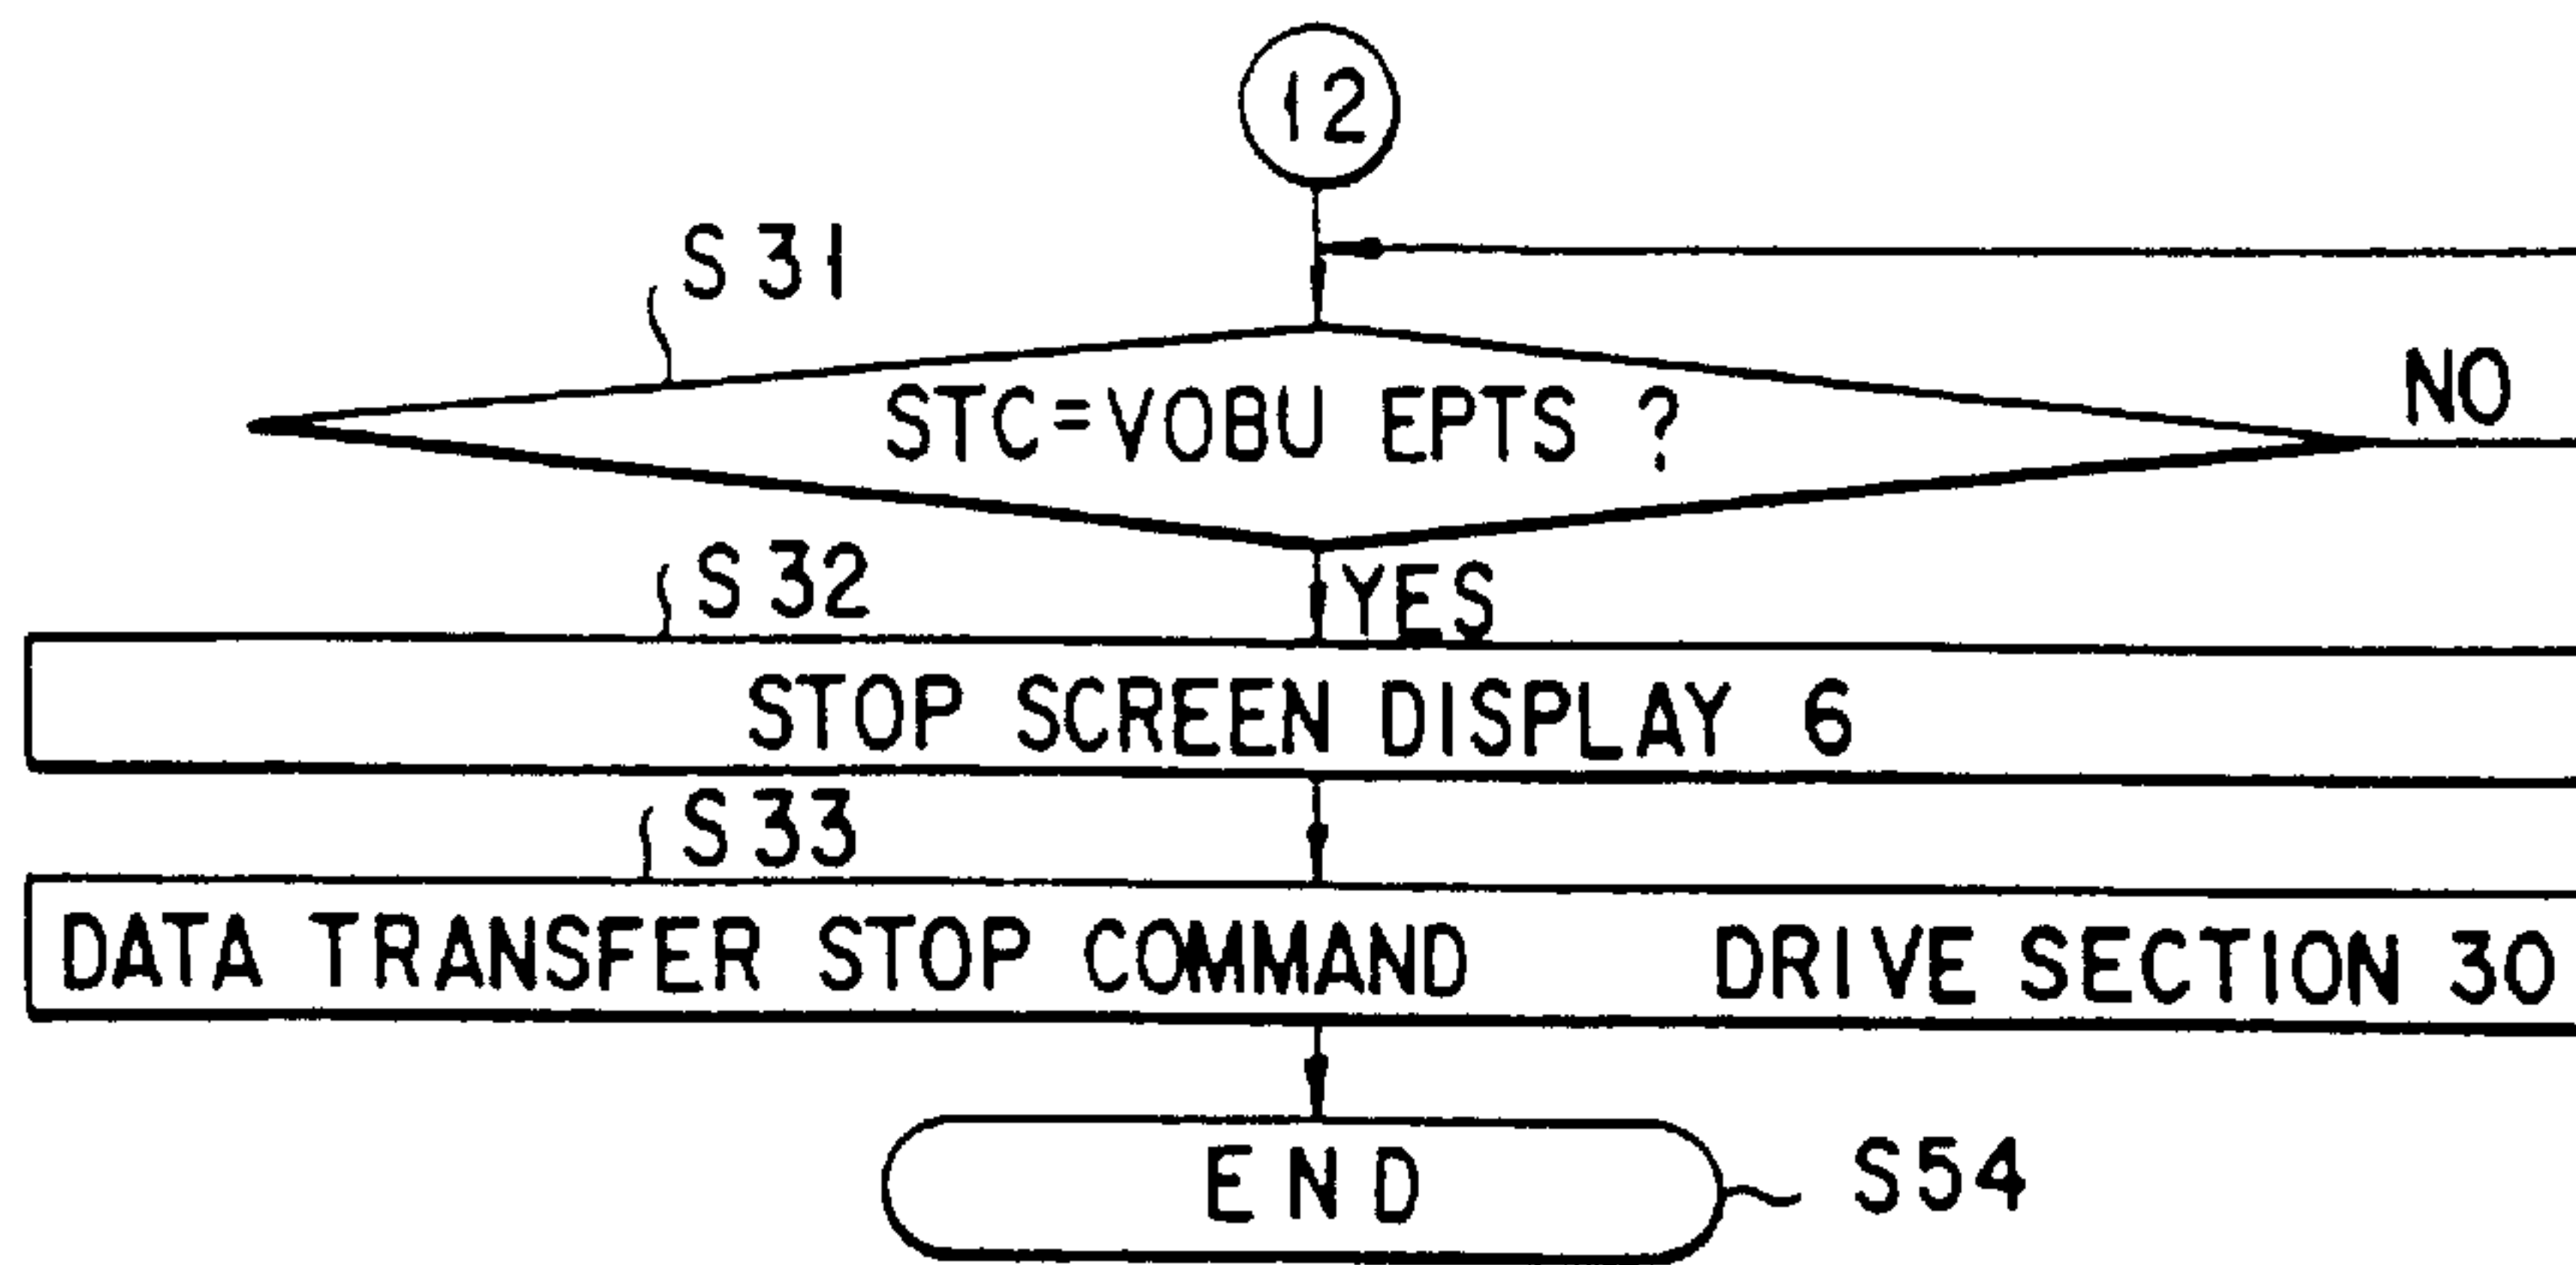 12
S31
STC=VOBU EPTS ?
NO
S32
YES
STOP SCREEN DISPLAY 6
S33
DATA TRANSFER STOP COMMAND DRIVE SECTION 30
END
S54